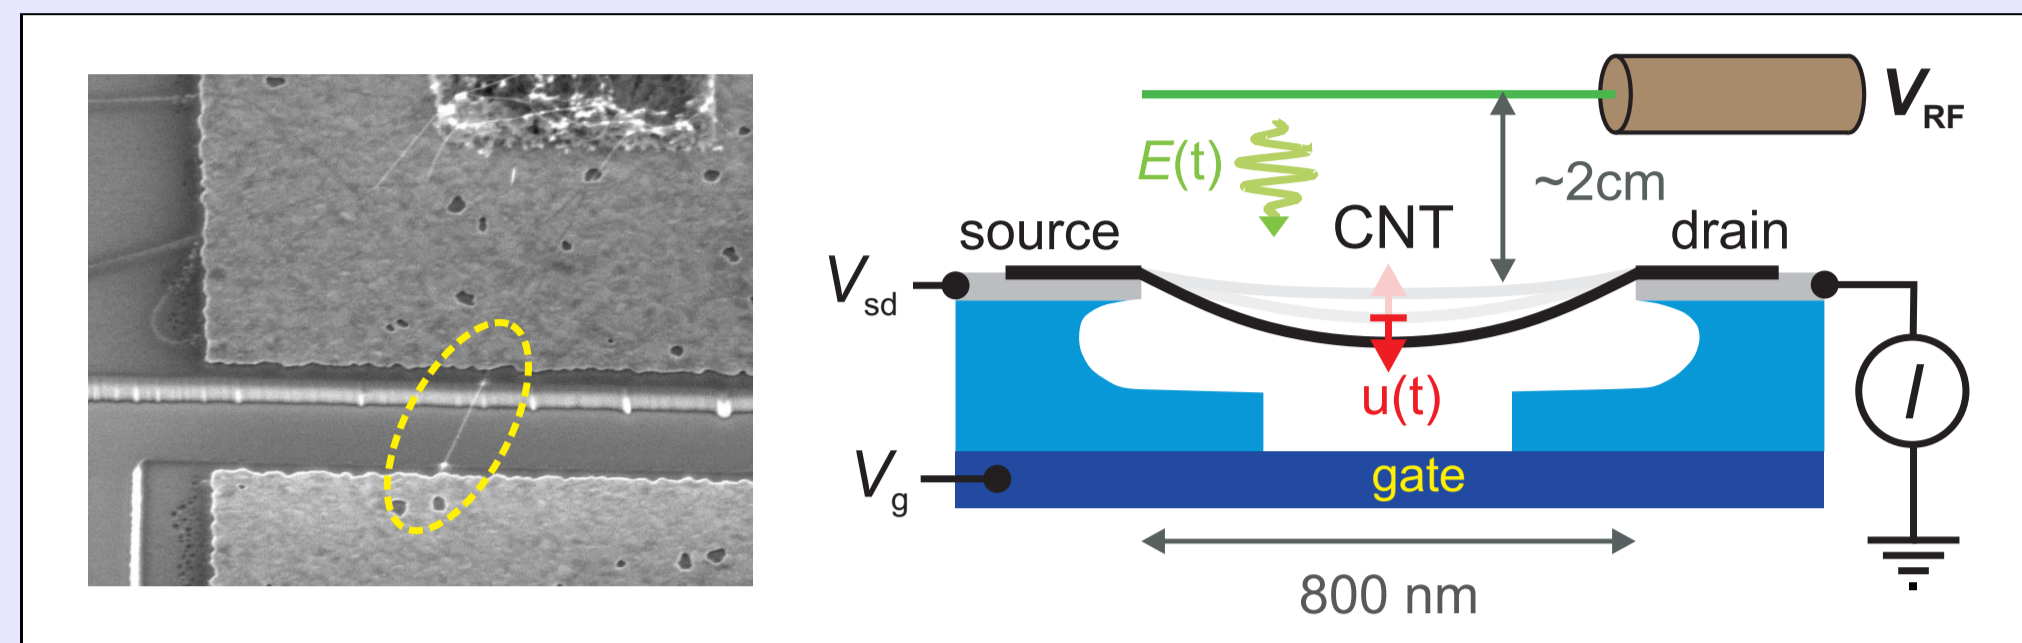 V_RF
E(t)
~2cm
source
CNT
drain
V_sd
u(t)
I
V_g
gate
800 nm